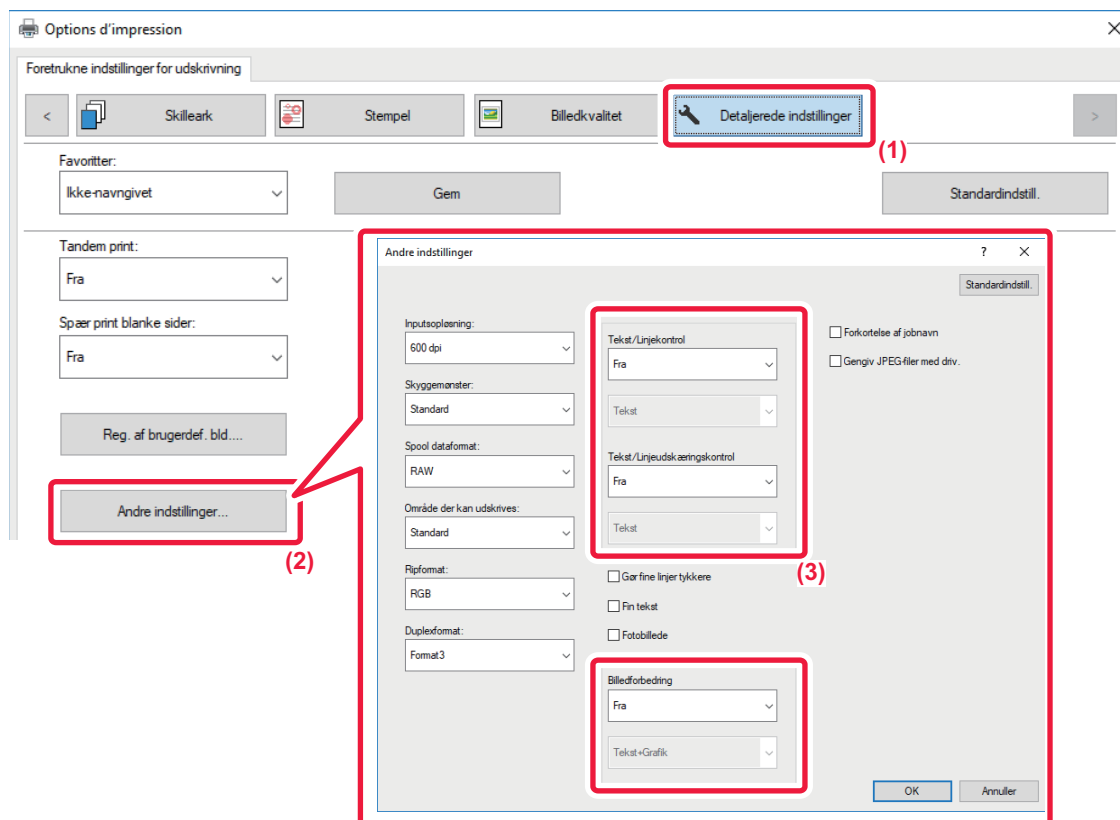 Options d'impression
Foretrukne indstillinger for udskrivning
< Skilleark Stempel Billedkvalitet Detaljerede indstillinger >
(1)
Favoritter:
Ikke-navngivet Gem Standardindstill.
Tandem print:
Fra
Spær print blanke sider:
Fra
Reg. af brugerdef. bld....
Andre indstillinger...
(2)
Andre indstillinger ?
Standardindstill.
Inputsopløsning:
600 dpi
Skyggemønster:
Standard
Spool dataformat:
RAW
Område der kan udskrives:
Standard
Ripformat:
RGB
Duplexformat:
Format3
Tekst/Linjekontrol
Fra
Tekst
Tekst/Linjeudskæringskontrol
Fra
Tekst
(3)
Gør fine linjer tykkere
Fin tekst
Fotobillede
Billedforbedring
Fra
Tekst+Grafik
Forkortelse af jobnavn
Gengiv JPEG-filer med driv.
OK Annuller